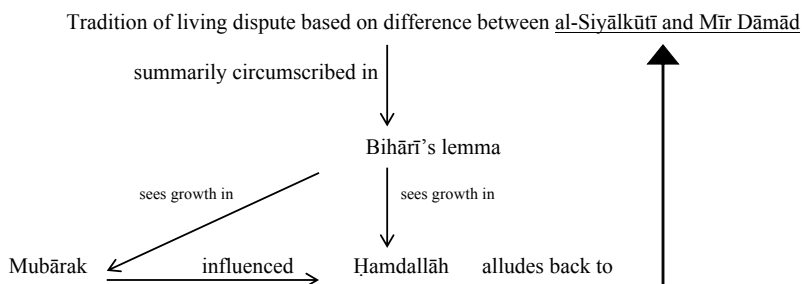 Tradition of living dispute based on difference between al-Siyālkūtī and Mīr Dāmād
summarily circumscribed in
Bihārī's lemma
sees growth in
sees growth in
Mubārak influenced Ḥamdallāh alludes back to